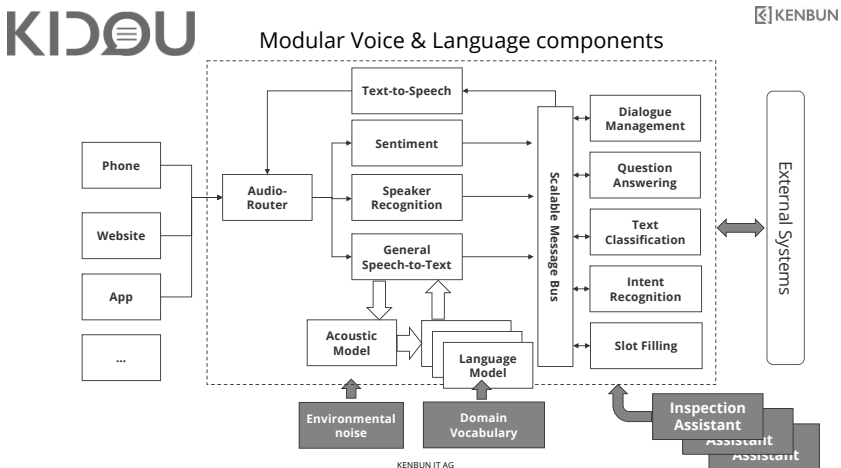 KIDOU
KENBUN
Modular Voice & Language components
Text-to-Speech
Sentiment
Speaker
Recognition
General
Speech-to-Text
Phone
Website
App
...
Audio-
Router
Scalable Message Bus
Dialogue
Management
Question
Answering
Text
Classification
Intent
Recognition
Slot Filling
External Systems
Acoustic
Model
Language
Model
Environmental
noise
Domain
Vocabulary
Inspection
Assistant
Assistant
Assistant
KENBUN IT AG